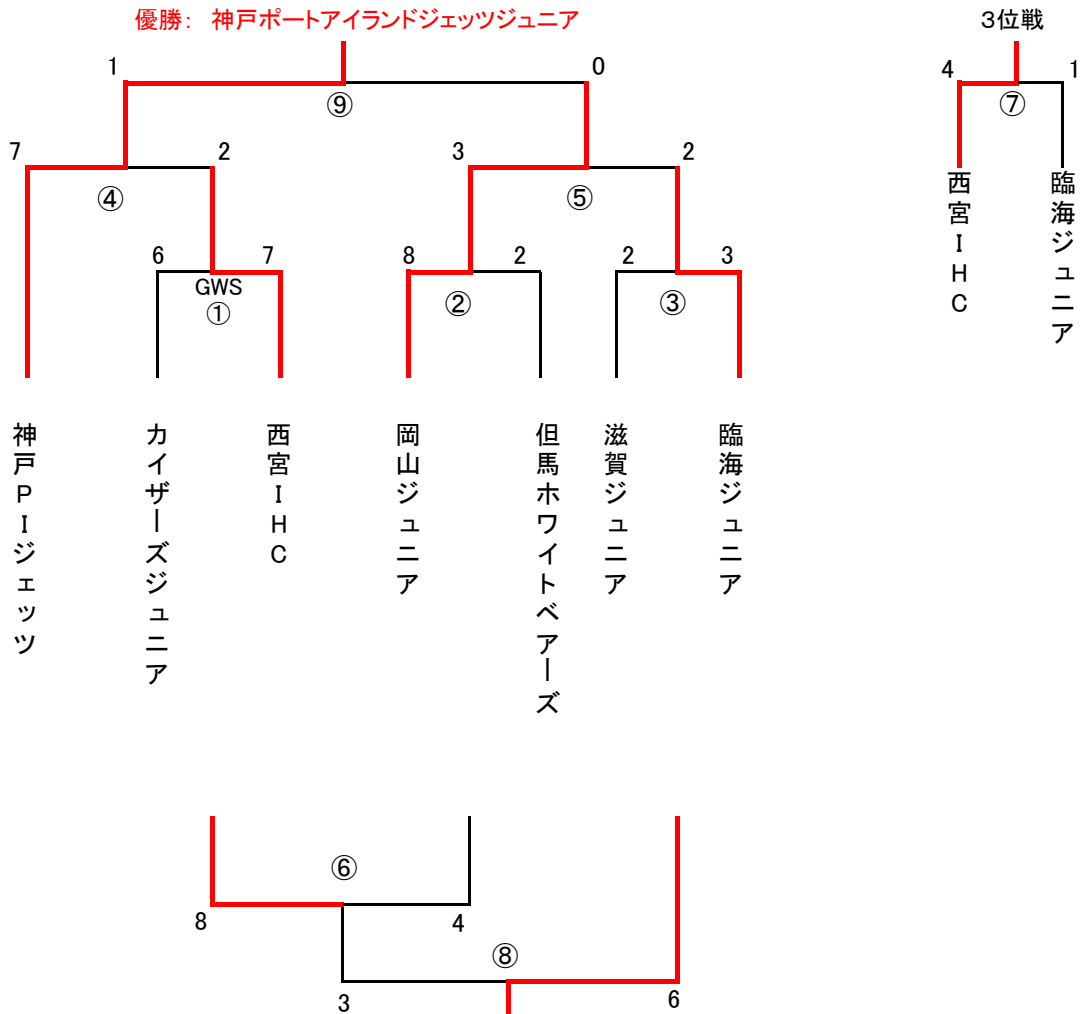 優勝： 神戸ポートアイランドジェッツジュニア
3位戦
1
0
⑨
4
1
⑦
西宮ＩＨＣ
臨海ジュニア
7
2
3
2
④
⑤
6
7
8
2
2
3
GWS
①
②
③
神戸ＰＩジェッツ
カイザーズジュニア
西宮ＩＨＣ
岡山ジュニア
但馬ホワイトベアーズ
滋賀ジュニア
臨海ジュニア
⑥
8
4
⑧
3
6